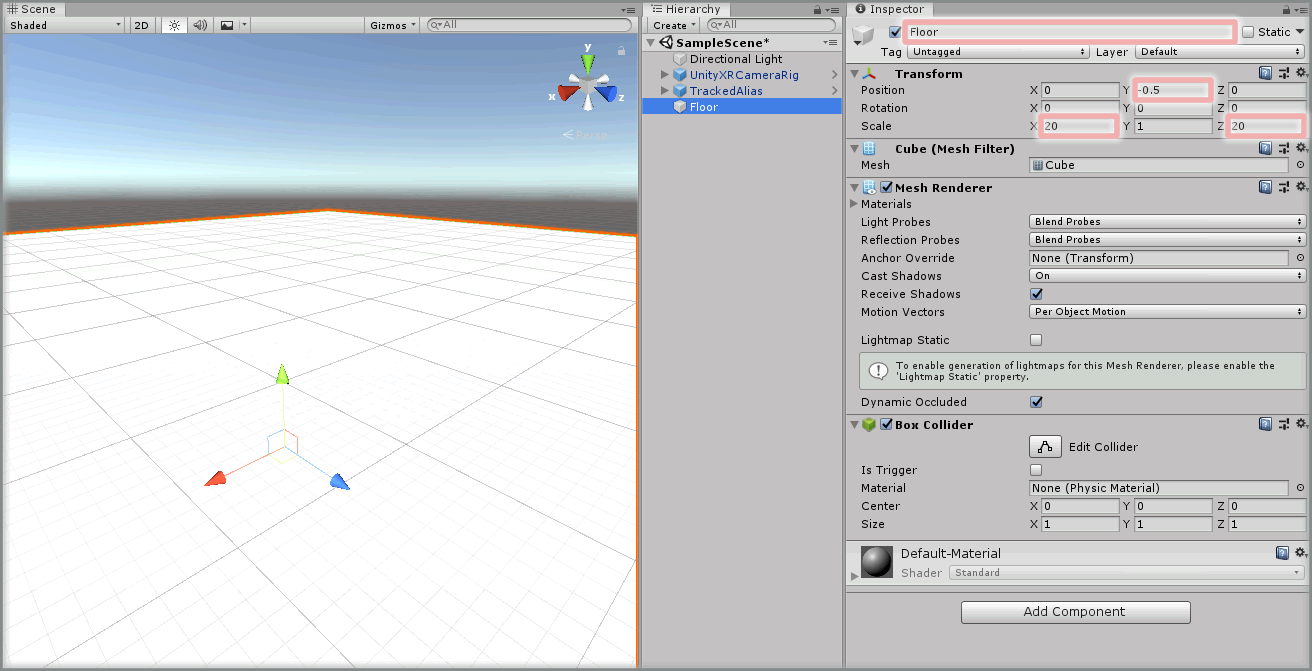 Scene
Shaded 2D Gizmos All
y
x z
Persp
Hierarchy
Create All
SampleScene*
Directional Light
UnityXRCameraRig
TrackedAlias
Floor
Inspector
Floor Static
Tag Untagged Layer Default
Transform
Position X 0 Y -0.5 Z 0
Rotation X 0 Y 0 Z 0
Scale X 20 Y 1 Z 20
Cube (Mesh Filter)
Mesh Cube
Mesh Renderer
Materials
Light Probes Blend Probes
Reflection Probes Blend Probes
Anchor Override None (Transform)
Cast Shadows On
Receive Shadows
Motion Vectors Per Object Motion
Lightmap Static
To enable generation of lightmaps for this Mesh Renderer, please enable the
'Lightmap Static' property.
Dynamic Occluded
Box Collider
Edit Collider
Is Trigger
Material None (Physic Material)
Center X 0 Y 0 Z 0
Size X 1 Y 1 Z 1
Default-Material
Shader Standard
Add Component